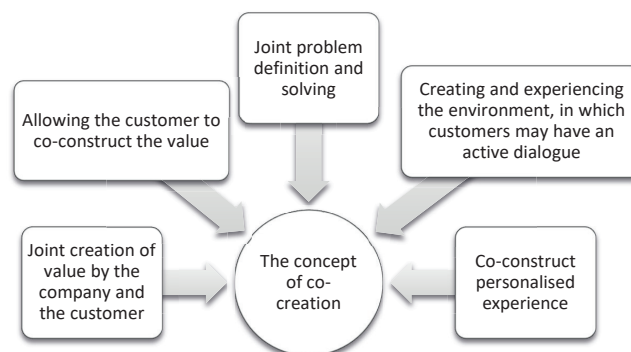 Joint problem
definition and
solving
Allowing the customer to
co-construct the value
Creating and experiencing
the environment, in which
customers may have an
active dialogue
Joint creation of
value by the
company and
the customer
The concept
of co-
creation
Co-construct
personalised
experience